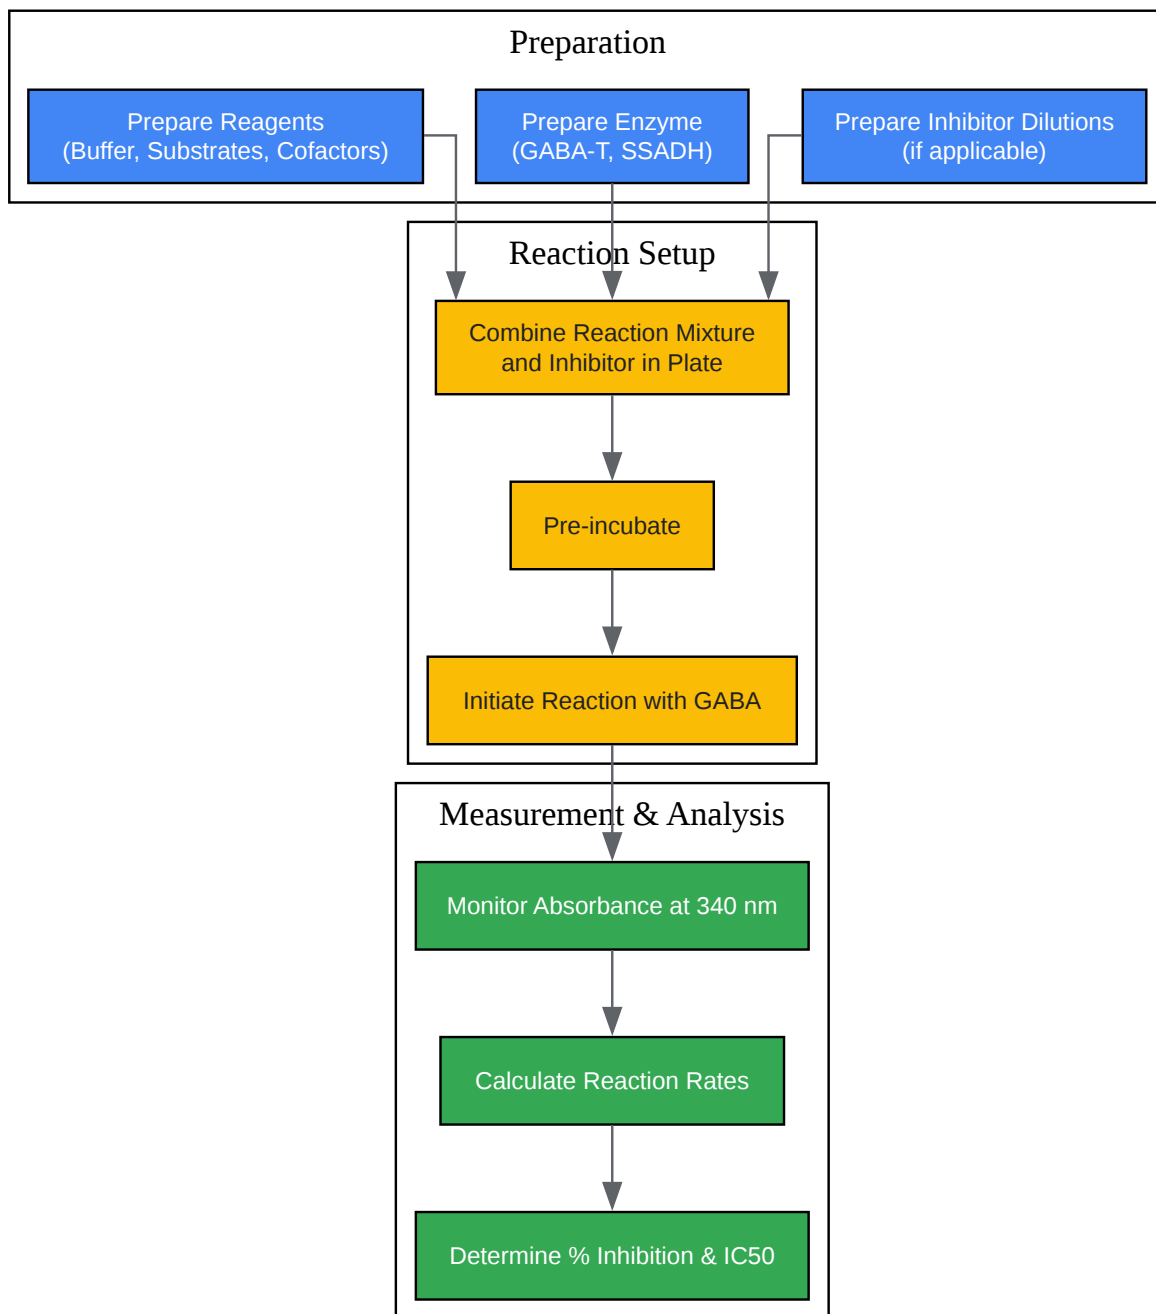 Preparation
Prepare Reagents
(Buffer, Substrates, Cofactors)
Prepare Enzyme
(GABA-T, SSADH)
Prepare Inhibitor Dilutions
(if applicable)
Reaction Setup
Combine Reaction Mixture
and Inhibitor in Plate
Pre-incubate
Initiate Reaction with GABA
Measurement & Analysis
Monitor Absorbance at 340 nm
Calculate Reaction Rates
Determine % Inhibition & IC50